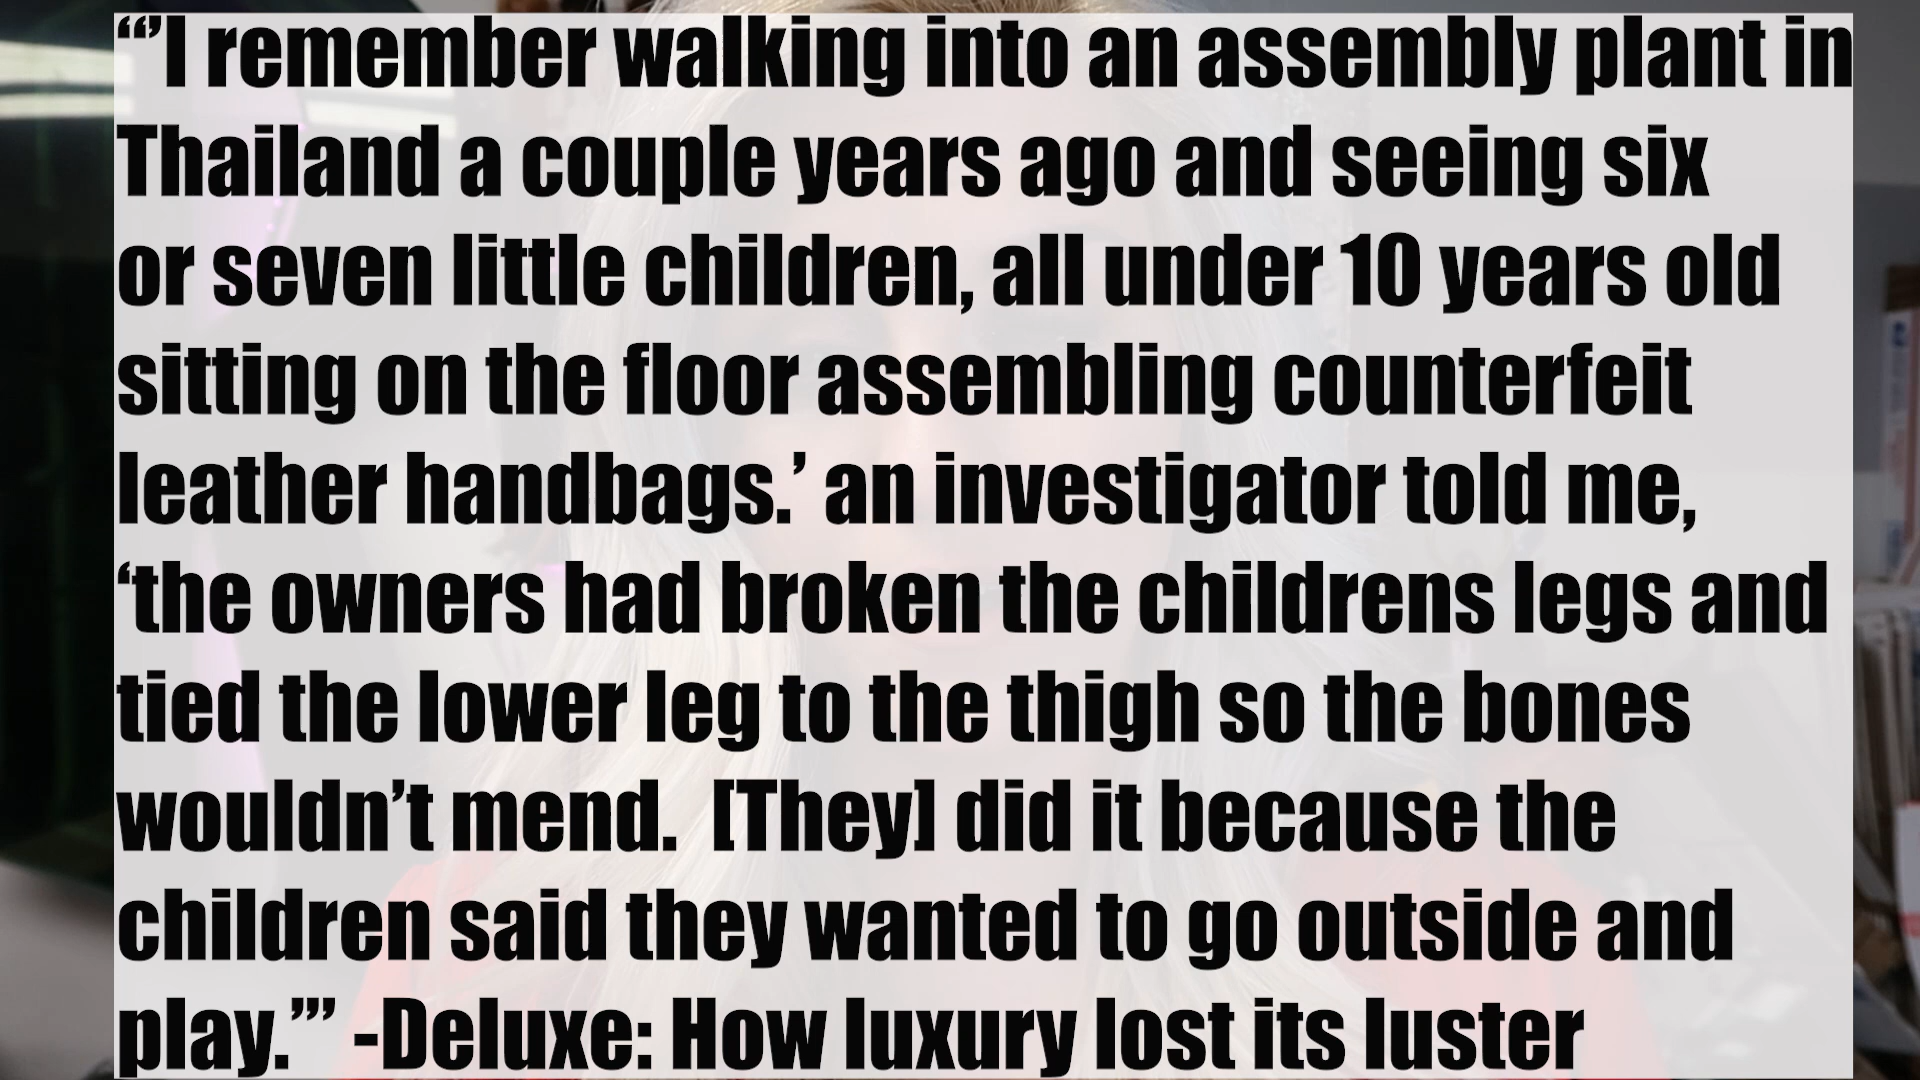 “’I remember walking into an assembly plant in
Thailand a couple years ago and seeing six
or seven little children, all under 10 years old
sitting on the floor assembling counterfeit
leather handbags.’ an investigator told me,
‘the owners had broken the childrens legs and
tied the lower leg to the thigh so the bones
wouldn’t mend.  [They] did it because the
children said they wanted to go outside and
play.’” -Deluxe: How luxury lost its luster